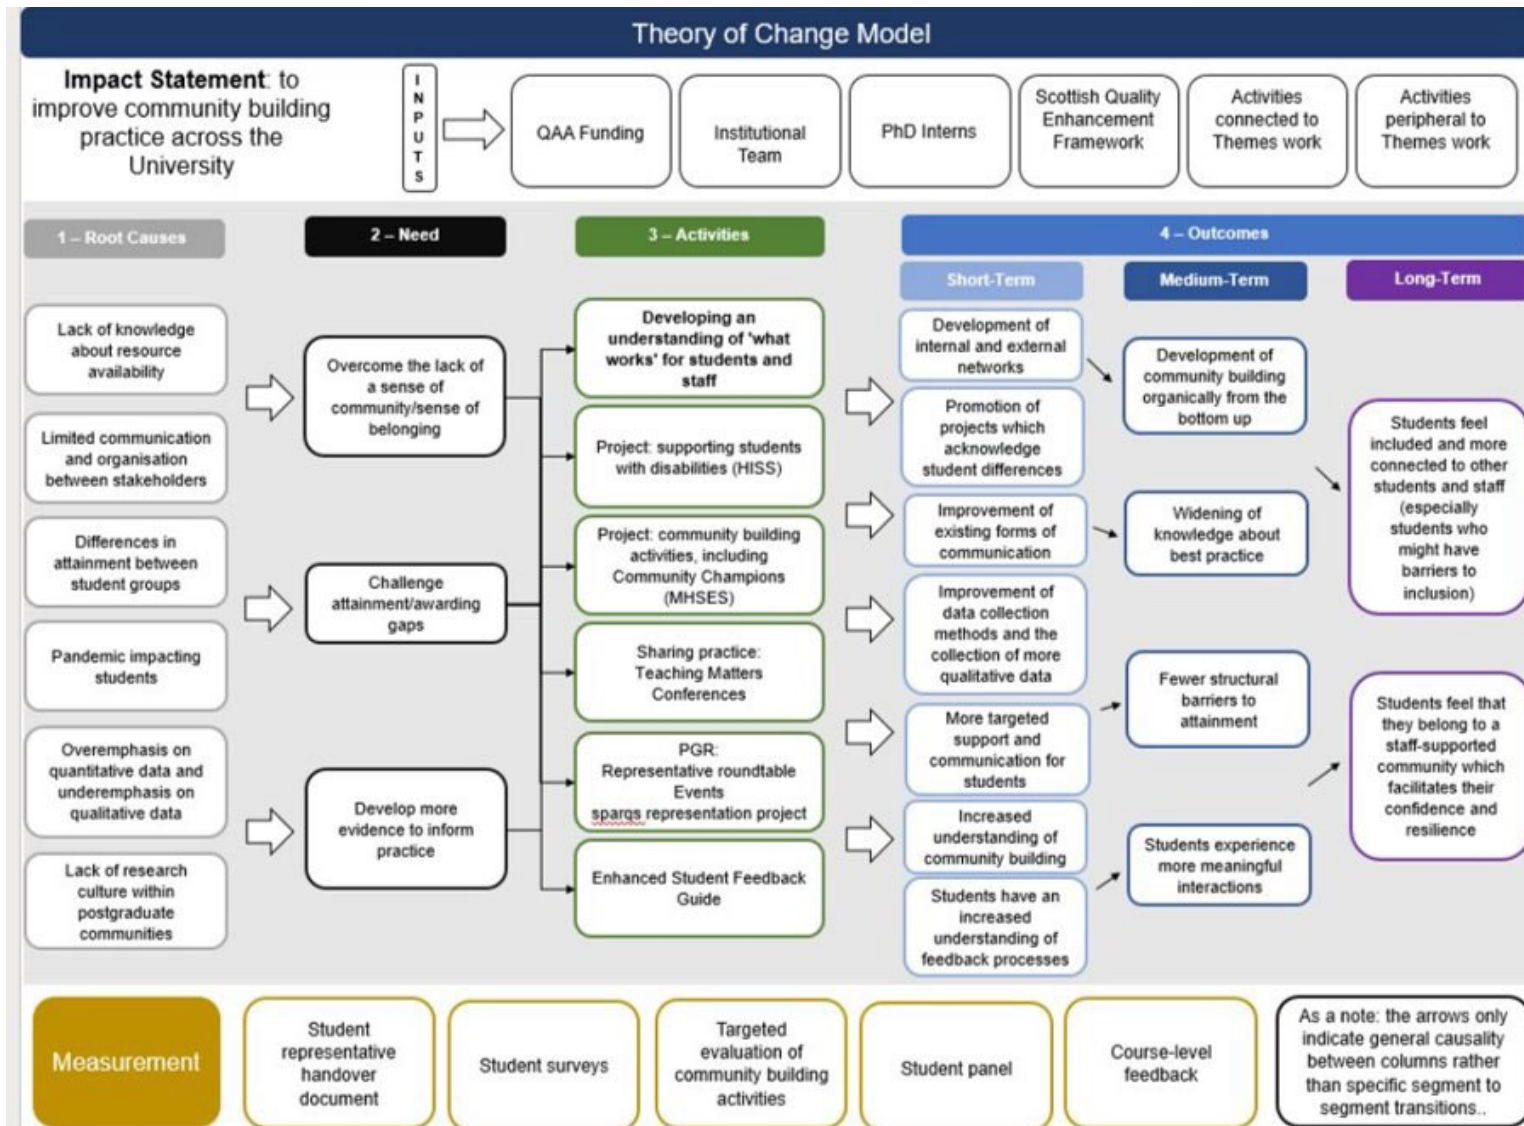 Theory of Change Model
Impact Statement: to
improve community building
practice across the
University
INPUTS
QAA Funding
Institutional
Team
PhD Interns
Scottish Quality
Enhancement
Framework
Activities
connected to
Themes work
Activities
peripheral to
Themes work
1 – Root Causes
2 – Need
3 – Activities
4 – Outcomes
Short-Term
Medium-Term
Long-Term
Lack of knowledge
about resource
availability
Limited communication
and organisation
between stakeholders
Differences in
attainment between
student groups
Pandemic impacting
students
Overemphasis on
quantitative data and
underemphasis on
qualitative data
Lack of research
culture within
postgraduate
communities
Overcome the lack of
a sense of
community/sense of
belonging
Challenge
attainment/awarding
gaps
Develop more
evidence to inform
practice
Developing an
understanding of 'what
works' for students and
staff
Project: supporting students
with disabilities (HISS)
Project: community building
activities, including
Community Champions
(MHSES)
Sharing practice:
Teaching Matters
Conferences
PGR:
Representative roundtable
Events
sparqs representation project
Enhanced Student Feedback
Guide
Development of
internal and external
networks
Promotion of
projects which
acknowledge
student differences
Improvement of
existing forms of
communication
Improvement of
data collection
methods and the
collection of more
qualitative data
More targeted
support and
communication for
students
Increased
understanding of
community building
Students have an
increased
understanding of
feedback processes
Development of
community building
organically from the
bottom up
Widening of
knowledge about
best practice
Fewer structural
barriers to
attainment
Students experience
more meaningful
interactions
Students feel
included and more
connected to other
students and staff
(especially
students who
might have
barriers to
inclusion)
Students feel that
they belong to a
staff-supported
community which
facilitates their
confidence and
resilience
Measurement
Student
representative
handover
document
Student surveys
Targeted
evaluation of
community building
activities
Student panel
Course-level
feedback
As a note: the arrows only
indicate general causality
between columns rather
than specific segment to
segment transitions..